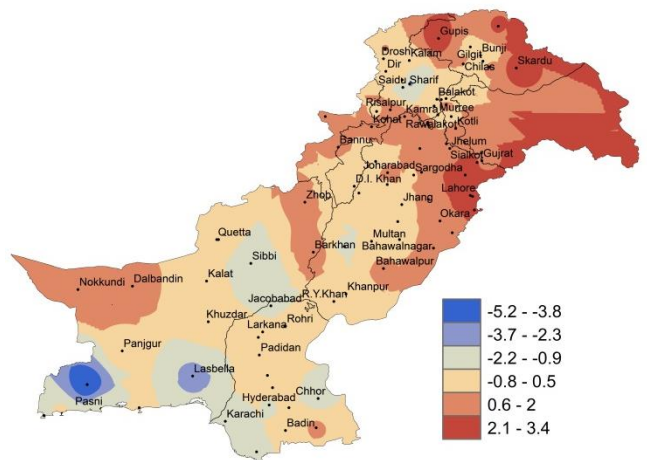 Gupis
Drosh Kalam
Gilgit Bunji
Dir
Chilas
Skardu
Saidu Sharif
Balakot
Risalpur
Kamra Murree
Kohat Rawlakot Kotli
Bannu
Jhelum
Joharabad
Sialkot Gujrat
Sargodha
D.I. Khan
Zhob
Jhang
Lahore
Okara
Quetta
Multan
Barkhan
Bahawalnagar
Sibbi
Kalat
Bahawalpur
Nokkundi
Dalbandin
R.Y.Khan
Khanpur
Jacobabad
Khuzdar
Rohri
Larkana
Panjgur
Padidan
Lasbella
Pasni
Hyderabad
Chhor
Karachi
Badin
-5.2 - -3.8
-3.7 - -2.3
-2.2 - -0.9
-0.8 - 0.5
0.6 - 2
2.1 - 3.4